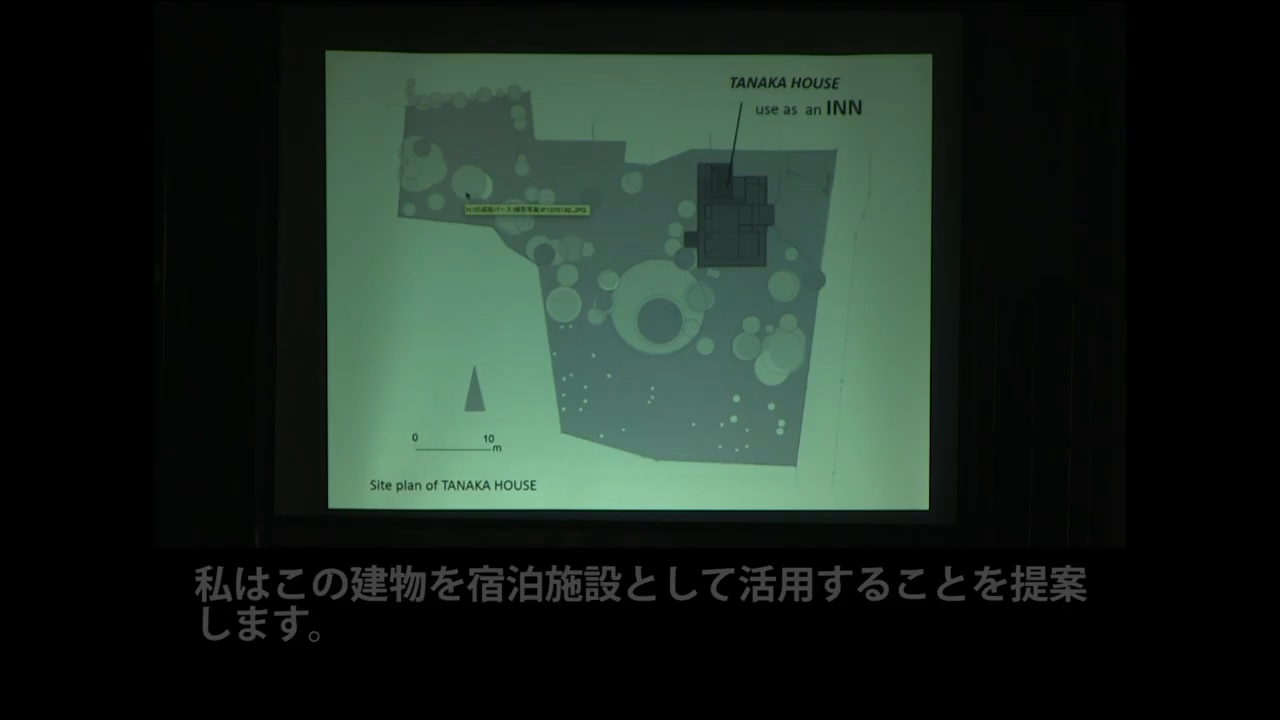 TANAKA HOUSE
use as an INN
0 10
m
Site plan of TANAKA HOUSE
私はこの建物を宿泊施設として活用することを提案
します。